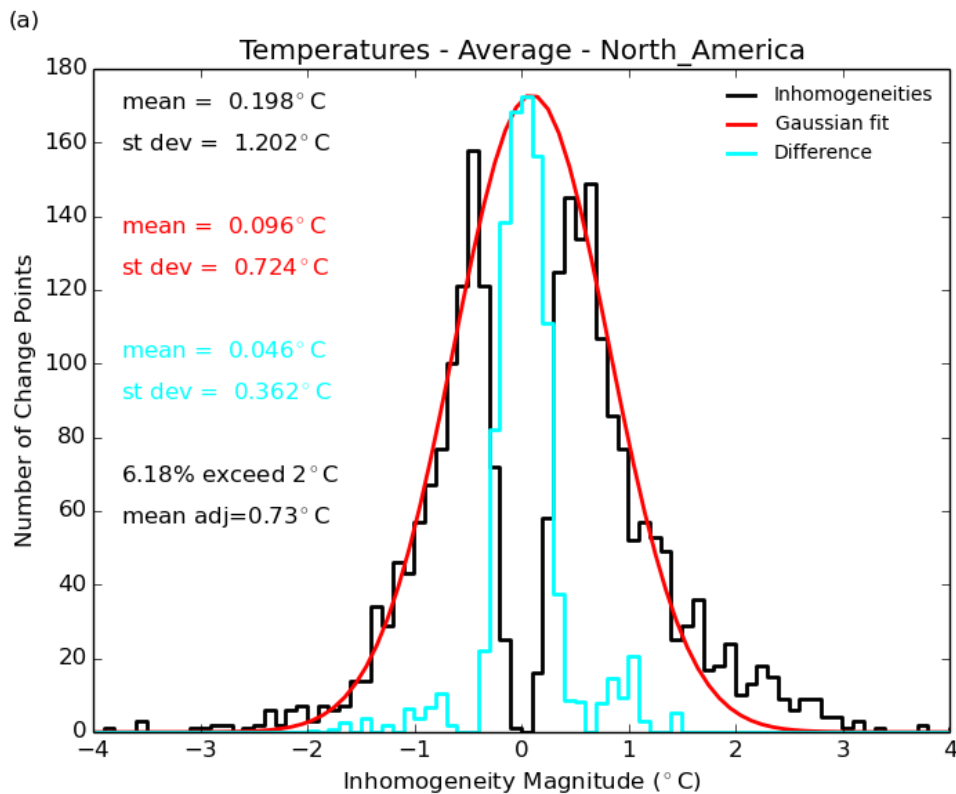 (a)
Temperatures - Average - North_America
180
160
140
120
100
80
60
40
20
0
Number of Change Points
mean = 0.198°C
st dev = 1.202°C
mean = 0.096°C
st dev = 0.724°C
mean = 0.046°C
st dev = 0.362°C
6.18% exceed 2°C
mean adj=0.73°C
Inhomogeneities
Gaussian fit
Difference
−4 −3 −2 −1 0 1 2 3 4
Inhomogeneity Magnitude (°C)